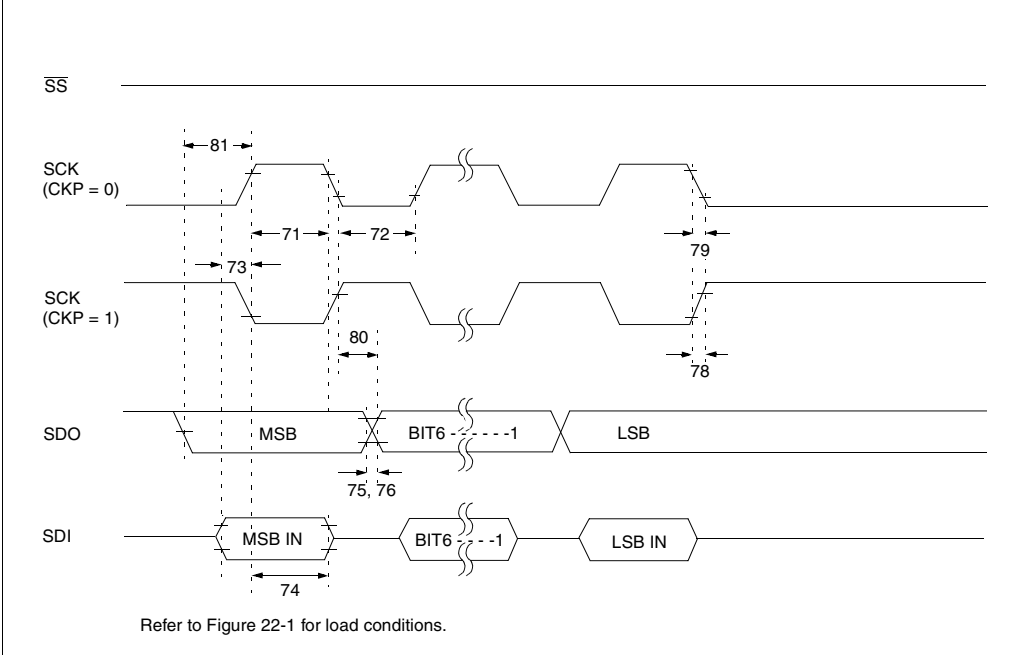 S̅S̅
81
SCK
(CKP = 0)
71
72
79
73
SCK
(CKP = 1)
80
78
SDO
MSB
BIT6 - - - - - - -1
LSB
75, 76
SDI
MSB IN
BIT6 - - - -1
LSB IN
74
Refer to Figure 22-1 for load conditions.